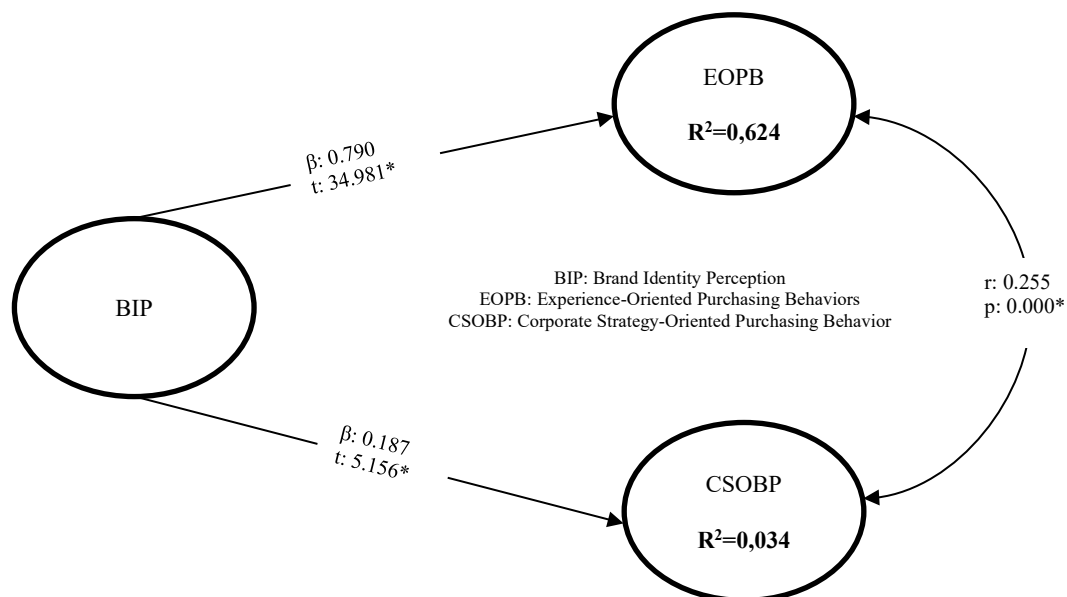 EOPB
R²=0,624
β: 0.790
t: 34.981*
BIP
BIP: Brand Identity Perception
EOPB: Experience-Oriented Purchasing Behaviors
CSOBP: Corporate Strategy-Oriented Purchasing Behavior
r: 0.255
p: 0.000*
β: 0.187
t: 5.156*
CSOBP
R²=0,034